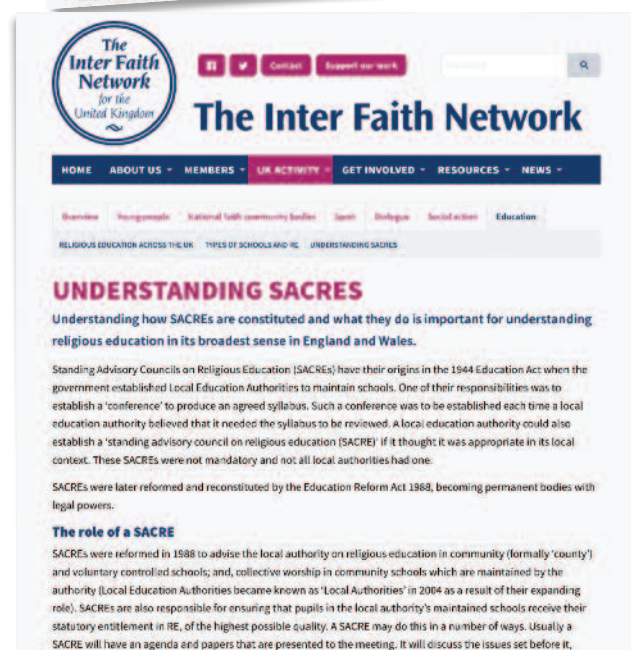 The
Inter Faith
Network
for the
United Kingdom
Contact
Support our work
The Inter Faith Network
HOME ABOUT US MEMBERS UK ACTIVITY GET INVOLVED RESOURCES NEWS
Overview Young people National faith community bodies Sport Dialogue Social action Education
RELIGIOUS EDUCATION ACROSS THE UK TYPES OF SCHOOLS AND RE UNDERSTANDING SACRES
UNDERSTANDING SACRES
Understanding how SACREs are constituted and what they do is important for understanding
religious education in its broadest sense in England and Wales.
Standing Advisory Councils on Religious Education (SACREs) have their origins in the 1944 Education Act when the
government established Local Education Authorities to maintain schools. One of their responsibilities was to
establish a 'conference' to produce an agreed syllabus. Such a conference was to be established each time a local
education authority believed that it needed the syllabus to be reviewed. A local education authority could also
establish a 'standing advisory council on religious education (SACRE)' if it thought it was appropriate in its local
context. These SACREs were not mandatory and not all local authorities had one.
SACREs were later reformed and reconstituted by the Education Reform Act 1988, becoming permanent bodies with
legal powers.
The role of a SACRE
SACREs were reformed in 1988 to advise the local authority on religious education in community (formally 'county')
and voluntary controlled schools; and, collective worship in community schools which are maintained by the
authority (Local Education Authorities became known as 'Local Authorities' in 2004 as a result of their expanding
role). SACREs are also responsible for ensuring that pupils in the local authority's maintained schools receive their
statutory entitlement in RE, of the highest possible quality. A SACRE may do this in a number of ways. Usually a
SACRE will have an agenda and papers that are presented to the meeting. It will discuss the issues set before it,